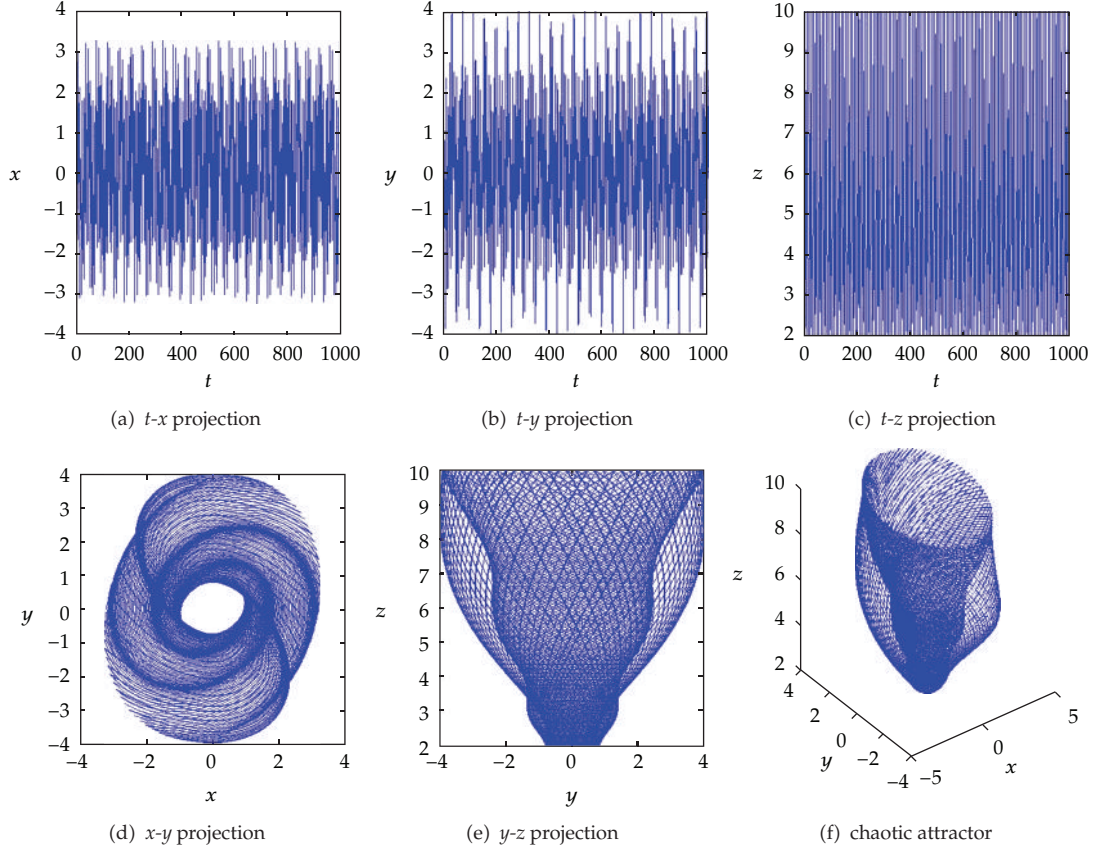 4
3
2
1
0
−1
−2
−3
−4
x
0 200 400 600 800 1000
t
(a) t-x projection
4
3
2
1
0
−1
−2
−3
−4
y
0 200 400 600 800 1000
t
(b) t-y projection
10
9
8
7
6
5
4
3
2
z
0 200 400 600 800 1000
t
(c) t-z projection
4
3
2
1
0
−1
−2
−3
−4
y
−4 −2 0 2 4
x
(d) x-y projection
10
9
8
7
6
5
4
3
2
z
−4 −2 0 2 4
y
(e) y-z projection
10
8
6
4
2
z
4
2
0
−2
−4
y
−5
0
5
x
(f) chaotic attractor